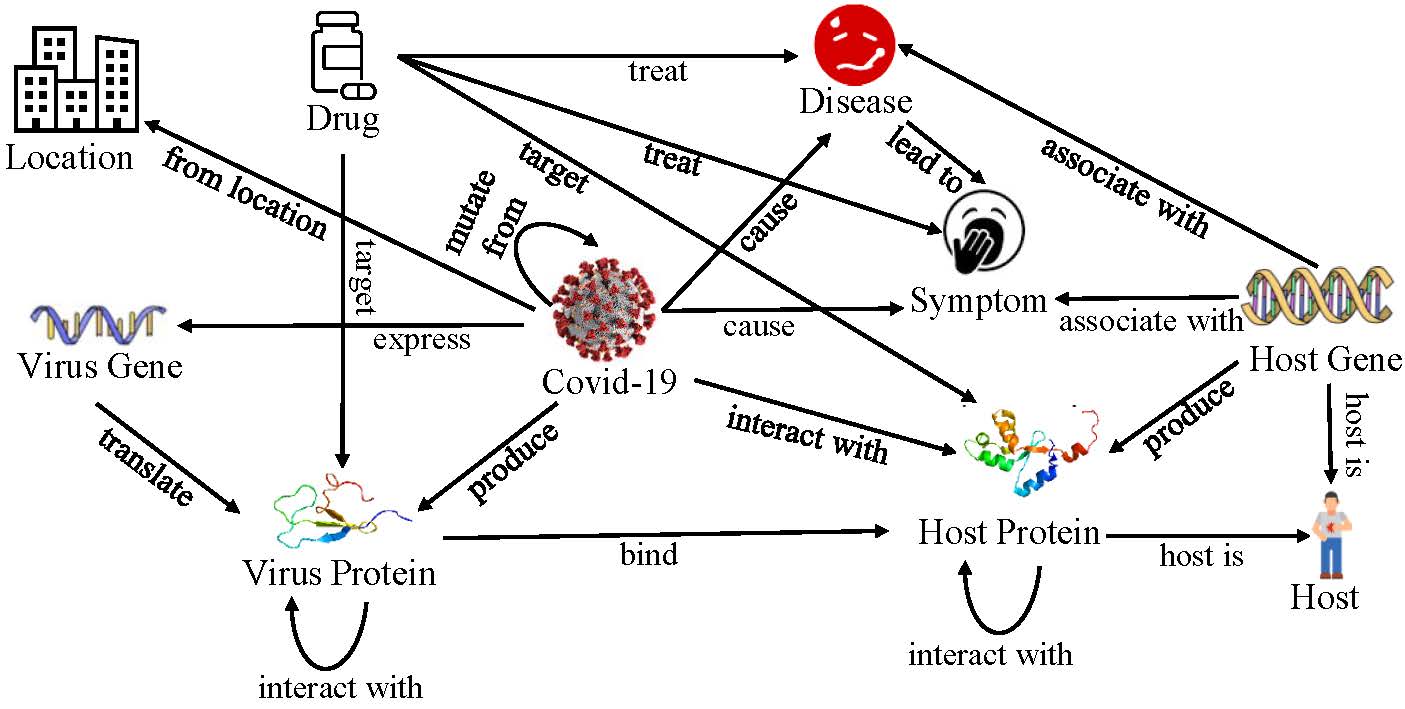 Location
Drug
Disease
treat
treat
target
lead to
associate with
from location
mutate
from
cause
target
Symptom
cause
associate with
express
Virus Gene
Covid-19
Host Gene
translate
produce
interact with
produce
host is
Virus Protein
bind
Host Protein
host is
Host
interact with
interact with